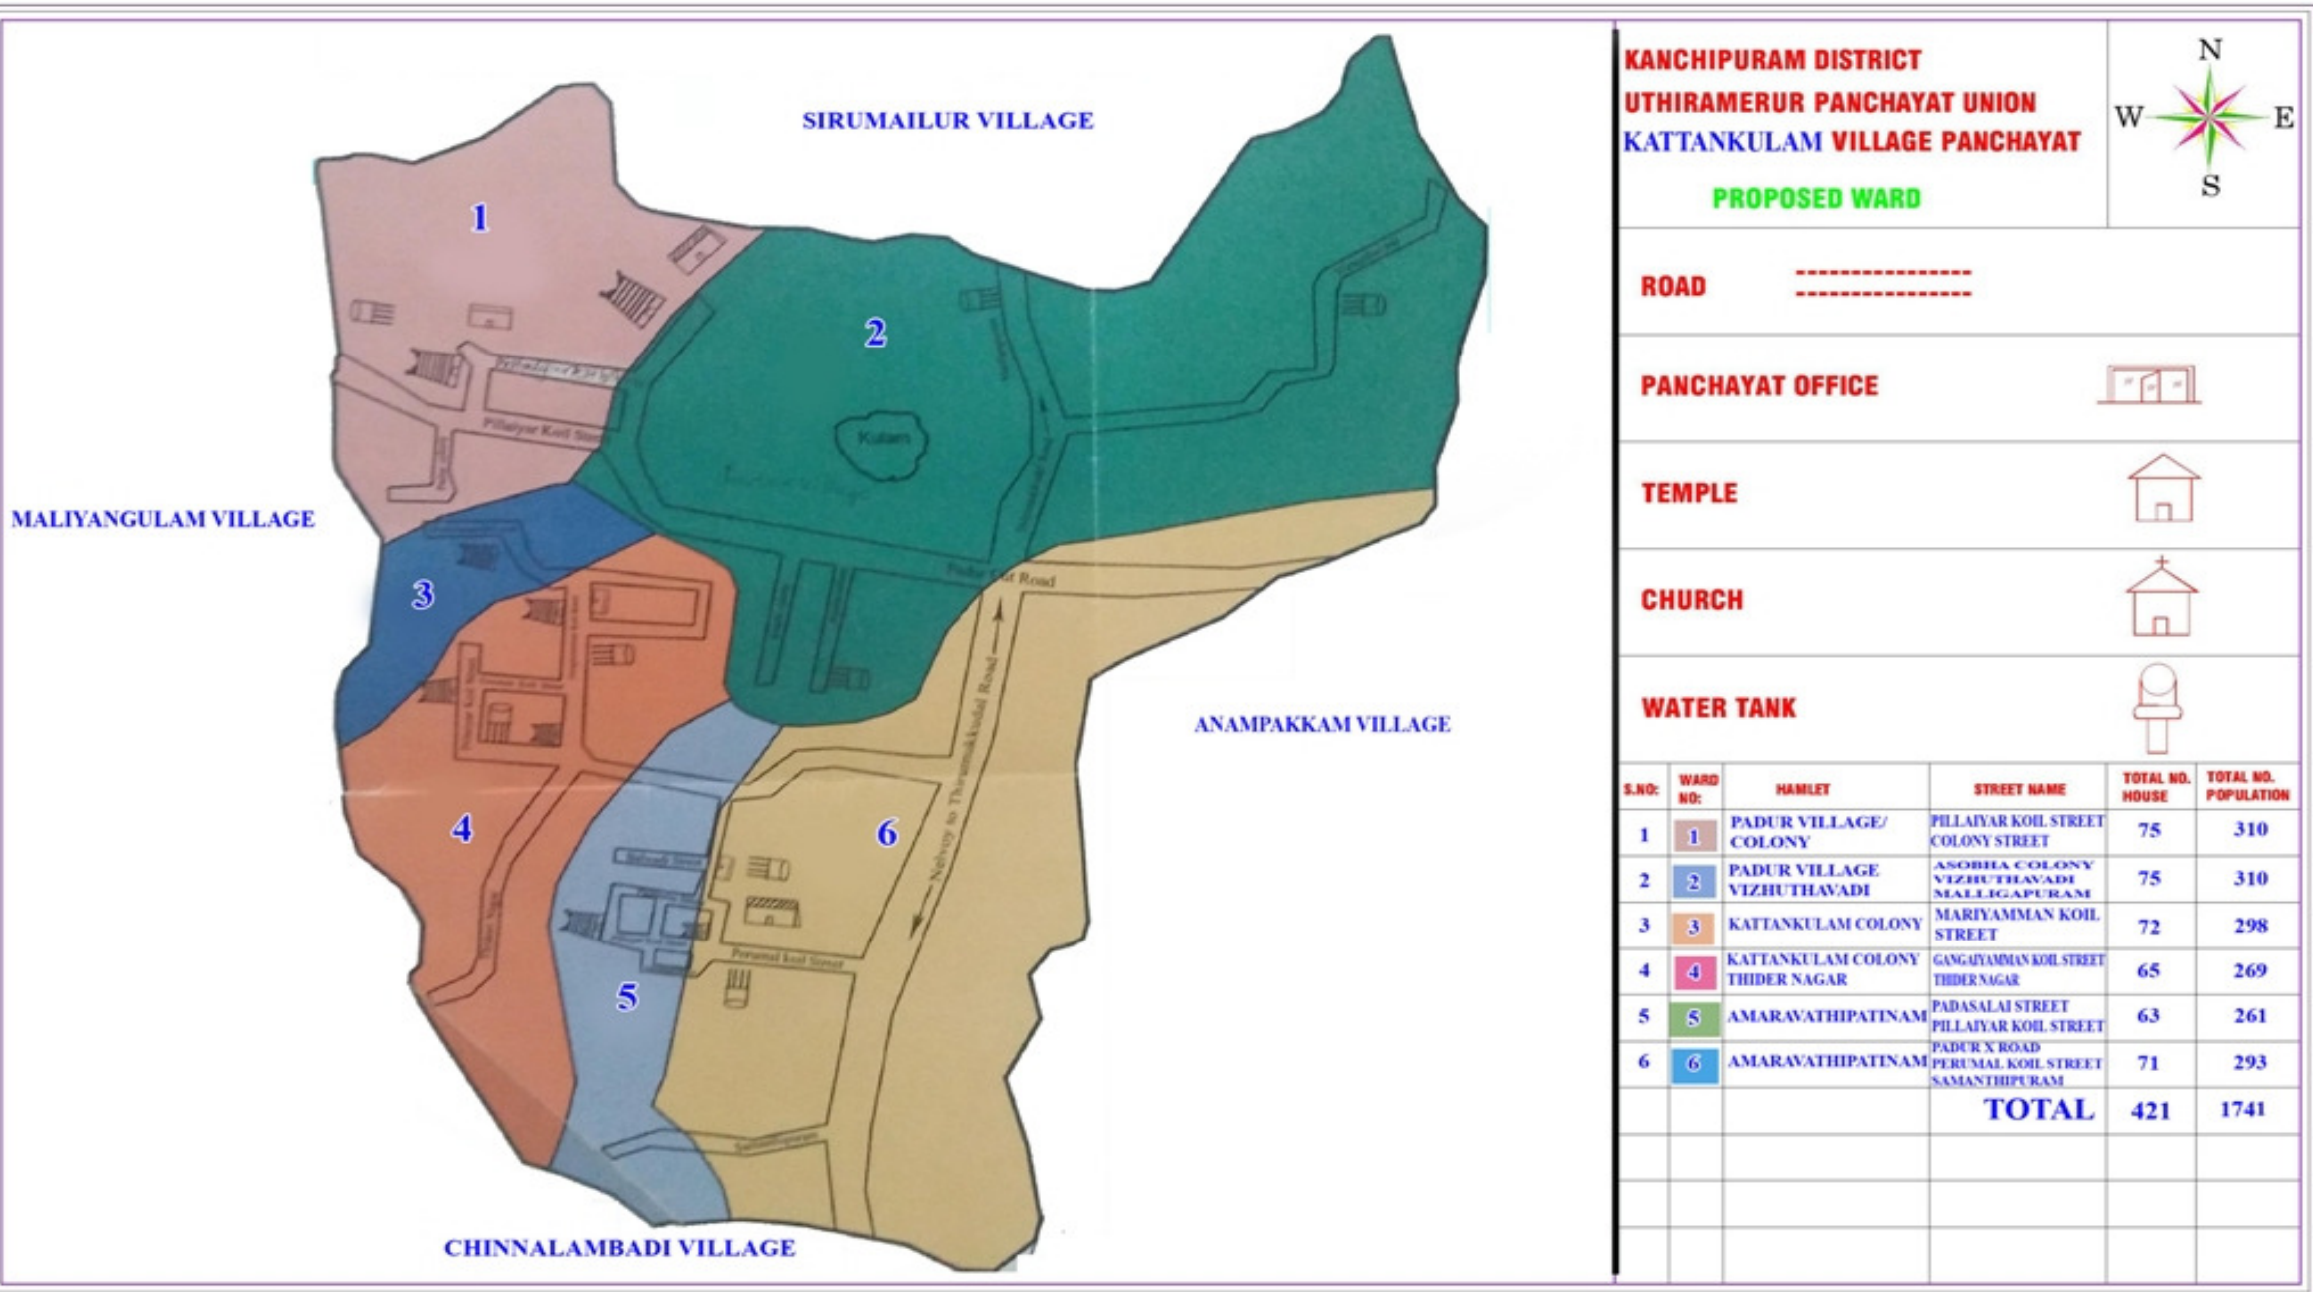 SIRUMAILUR VILLAGE
1
2
Kulam
Pillaiyar Koil Street
MALIYANGULAM VILLAGE
3
Padur Cut Road
ANAMPAKKAM VILLAGE
Nelvoy to Thirumukkudal Road
4
6
5
Perumal koil Street
Samanthipuram
CHINNALAMBADI VILLAGE
KANCHIPURAM DISTRICT
UTHIRAMERUR PANCHAYAT UNION
KATTANKULAM VILLAGE PANCHAYAT
PROPOSED WARD
N
W E
S
ROAD
PANCHAYAT OFFICE
TEMPLE
CHURCH
WATER TANK
S.NO: WARD NO: HAMLET STREET NAME TOTAL NO. HOUSE TOTAL NO. POPULATION
1 1 PADUR VILLAGE/ COLONY PILLAIYAR KOIL STREET COLONY STREET 75 310
2 2 PADUR VILLAGE VIZHUTHAVADI ASOBHA COLONY VIZHUTHAVADI MALLIGAPURAM 75 310
3 3 KATTANKULAM COLONY MARIYAMMAN KOIL STREET 72 298
4 4 KATTANKULAM COLONY THIDER NAGAR GANGAIYAMMAN KOIL STREET THIDER NAGAR 65 269
5 5 AMARAVATHIPATINAM PADASALAI STREET PILLAIYAR KOIL STREET 63 261
6 6 AMARAVATHIPATINAM PADUR X ROAD PERUMAL KOIL STREET SAMANTHIPURAM 71 293
TOTAL 421 1741